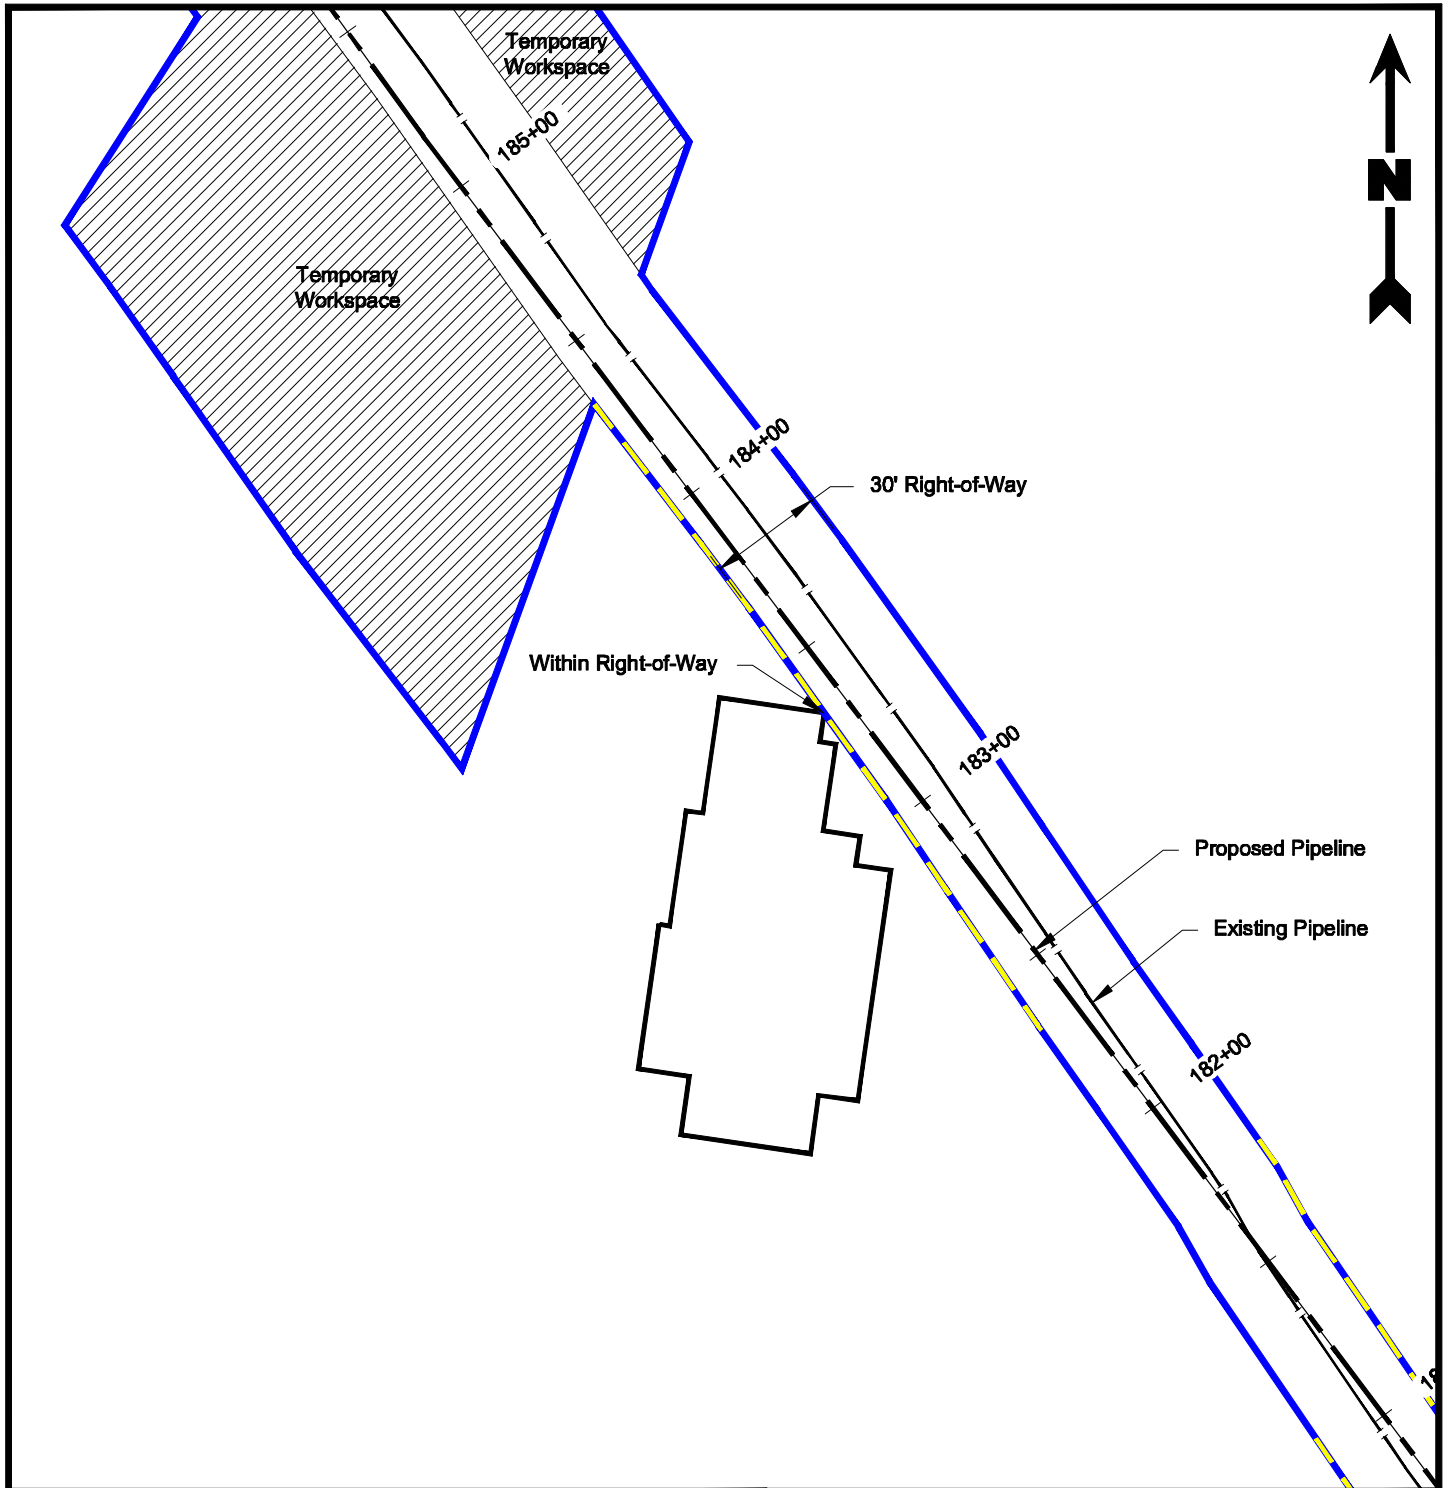 Temporary
Workspace
185+00
N
Temporary
Workspace
184+00
30' Right-of-Way
Within Right-of-Way
183+00
Proposed Pipeline
Existing Pipeline
182+00